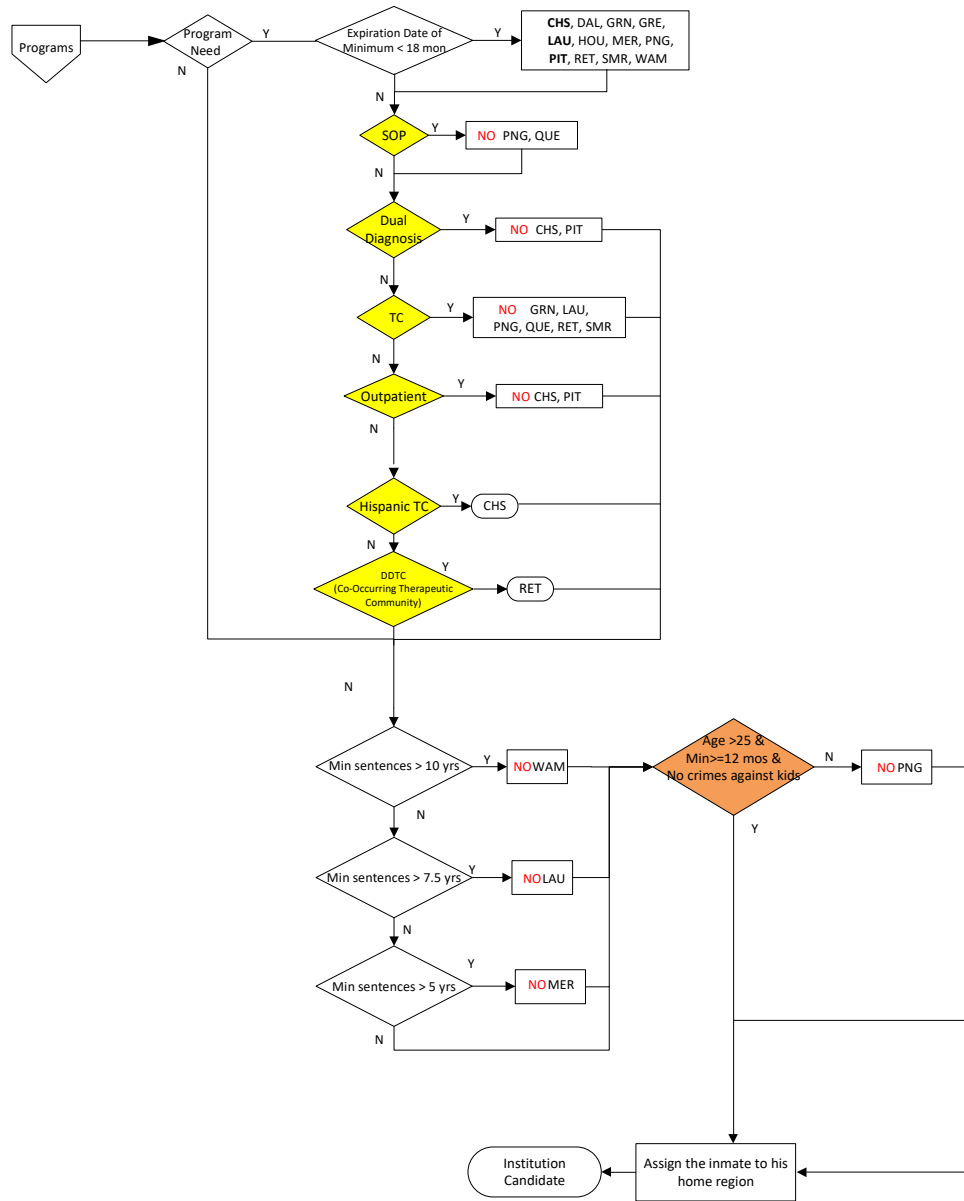 Programs
Program
Need
Y
N
Expiration Date of
Minimum < 18 mon
Y
N
CHS, DAL, GRN, GRE,
LAU, HOU, MER, PNG,
PIT, RET, SMR, WAM
SOP
Y
N
NO PNG, QUE
Dual
Diagnosis
Y
N
NO CHS, PIT
TC
Y
N
NO GRN, LAU,
PNG, QUE, RET, SMR
Outpatient
Y
N
NO CHS, PIT
Hispanic TC
Y
N
CHS
DDTC
(Co-Occurring Therapeutic
Community)
Y
RET
N
Min sentences > 10 yrs
Y
N
NO WAM
Age >25 &
Min>=12 mos &
No crimes against kids
N
Y
NO PNG
Min sentences > 7.5 yrs
Y
N
NO LAU
Min sentences > 5 yrs
Y
N
NO MER
Institution
Candidate
Assign the inmate to his
home region